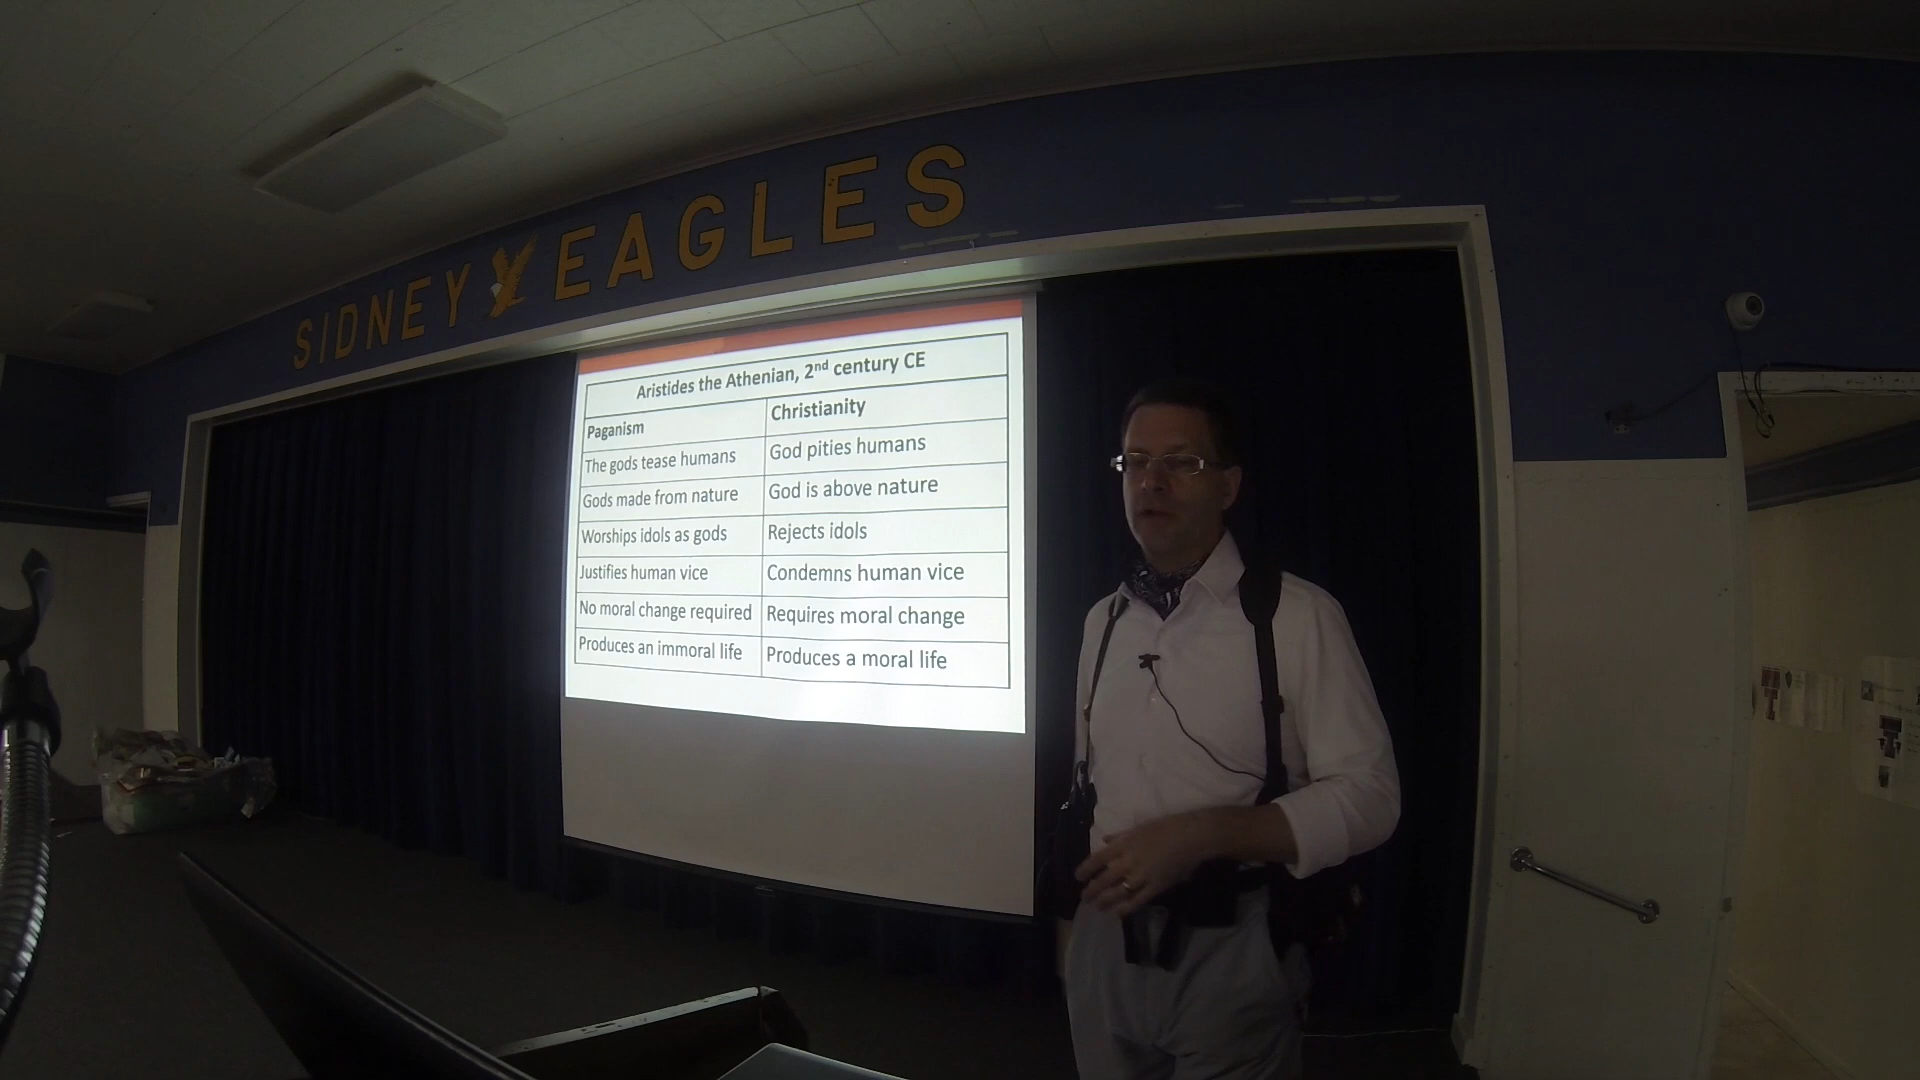 SIDNEY EAGLES
Aristides the Athenian, 2nd century CE
Paganism Christianity
The gods tease humans God pities humans
Gods made from nature God is above nature
Worships idols as gods Rejects idols
Justifies human vice Condemns human vice
No moral change required Requires moral change
Produces an immoral life Produces a moral life